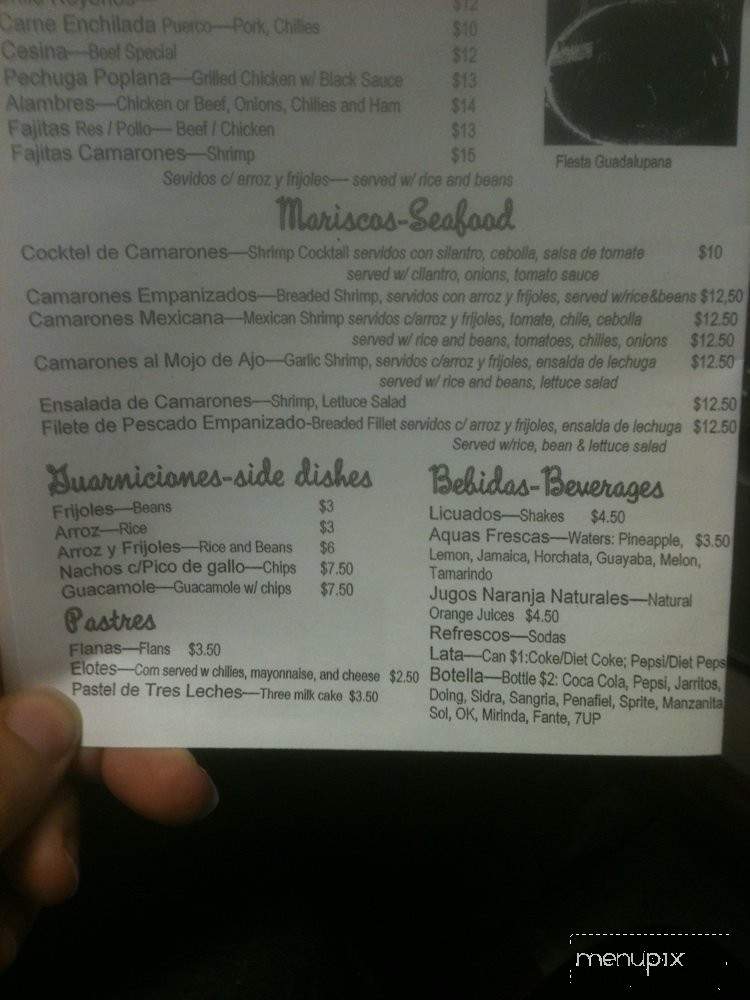 $12
Carne Enchilada Puerco—Pork, Chilies $10
Cesina—Beef Special $12
Pechuga Poplana—Grilled Chicken w/ Black Sauce $13
Alambres—Chicken or Beef, Onions, Chilies and Ham $14
Fajitas Res / Pollo— Beef / Chicken $13
Fajitas Camarones—Shrimp $15
Sevidos c/ arroz y frijoles— served w/ rice and beans
Fiesta Guadalupana
Mariscos-Seafood
Cocktel de Camarones—Shrimp Cocktail servidos con silantro, cebolla, salsa de tomate $10
served w/ cilantro, onions, tomato sauce
Camarones Empanizados—Breaded Shrimp, servidos con arroz y frijoles, served w/rice&beans $12,50
Camarones Mexicana—Mexican Shrimp servidos c/arroz y frijoles, tomate, chile, cebolla $12.50
served w/ rice and beans, tomatoes, chilies, onions $12.50
Camarones al Mojo de Ajo—Garlic Shrimp, servidos c/arroz y frijoles, ensalda de lechuga $12.50
served w/ rice and beans, lettuce salad
Ensalada de Camarones—Shrimp, Lettuce Salad $12.50
Filete de Pescado Empanizado-Breaded Fillet servidos c/ arroz y frijoles, ensalda de lechuga $12.50
Served w/rice, bean & lettuce salad
Guarniciones-side dishes
Frijoles—Beans $3
Arroz—Rice $3
Arroz y Frijoles—Rice and Beans $6
Nachos c/Pico de gallo—Chips $7.50
Guacamole—Guacamole w/ chips $7.50
Pastres
Flanas—Flans $3.50
Elotes—Corn served w chilies, mayonnaise, and cheese $2.50
Pastel de Tres Leches—Three milk cake $3.50
Bebidas-Beverages
Licuados—Shakes $4.50
Aquas Frescas—Waters: Pineapple, $3.50
Lemon, Jamaica, Horchata, Guayaba, Melon,
Tamarindo
Jugos Naranja Naturales—Natural
Orange Juices $4.50
Refrescos—Sodas
Lata—Can $1:Coke/Diet Coke; Pepsi/Diet Peps
Botella—Bottle $2: Coca Cola, Pepsi, Jarritos,
Doing, Sidra, Sangria, Penafiel, Sprite, Manzanita
Sol, OK, Mirinda, Fante, 7UP
menupix